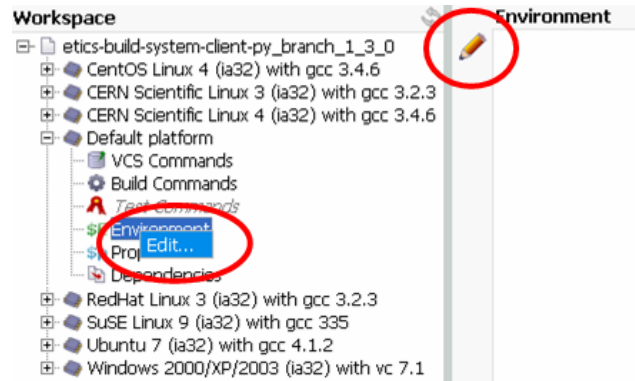 Workspace
Environment
etics-build-system-client-py_branch_1_3_0
CentOS Linux 4 (ia32) with gcc 3.4.6
CERN Scientific Linux 3 (ia32) with gcc 3.2.3
CERN Scientific Linux 4 (ia32) with gcc 3.4.6
Default platform
VCS Commands
Build Commands
Test Commands
Environment
Edit...
Dependencies
RedHat Linux 3 (ia32) with gcc 3.2.3
SuSE Linux 9 (ia32) with gcc 335
Ubuntu 7 (ia32) with gcc 4.1.2
Windows 2000/XP/2003 (ia32) with vc 7.1